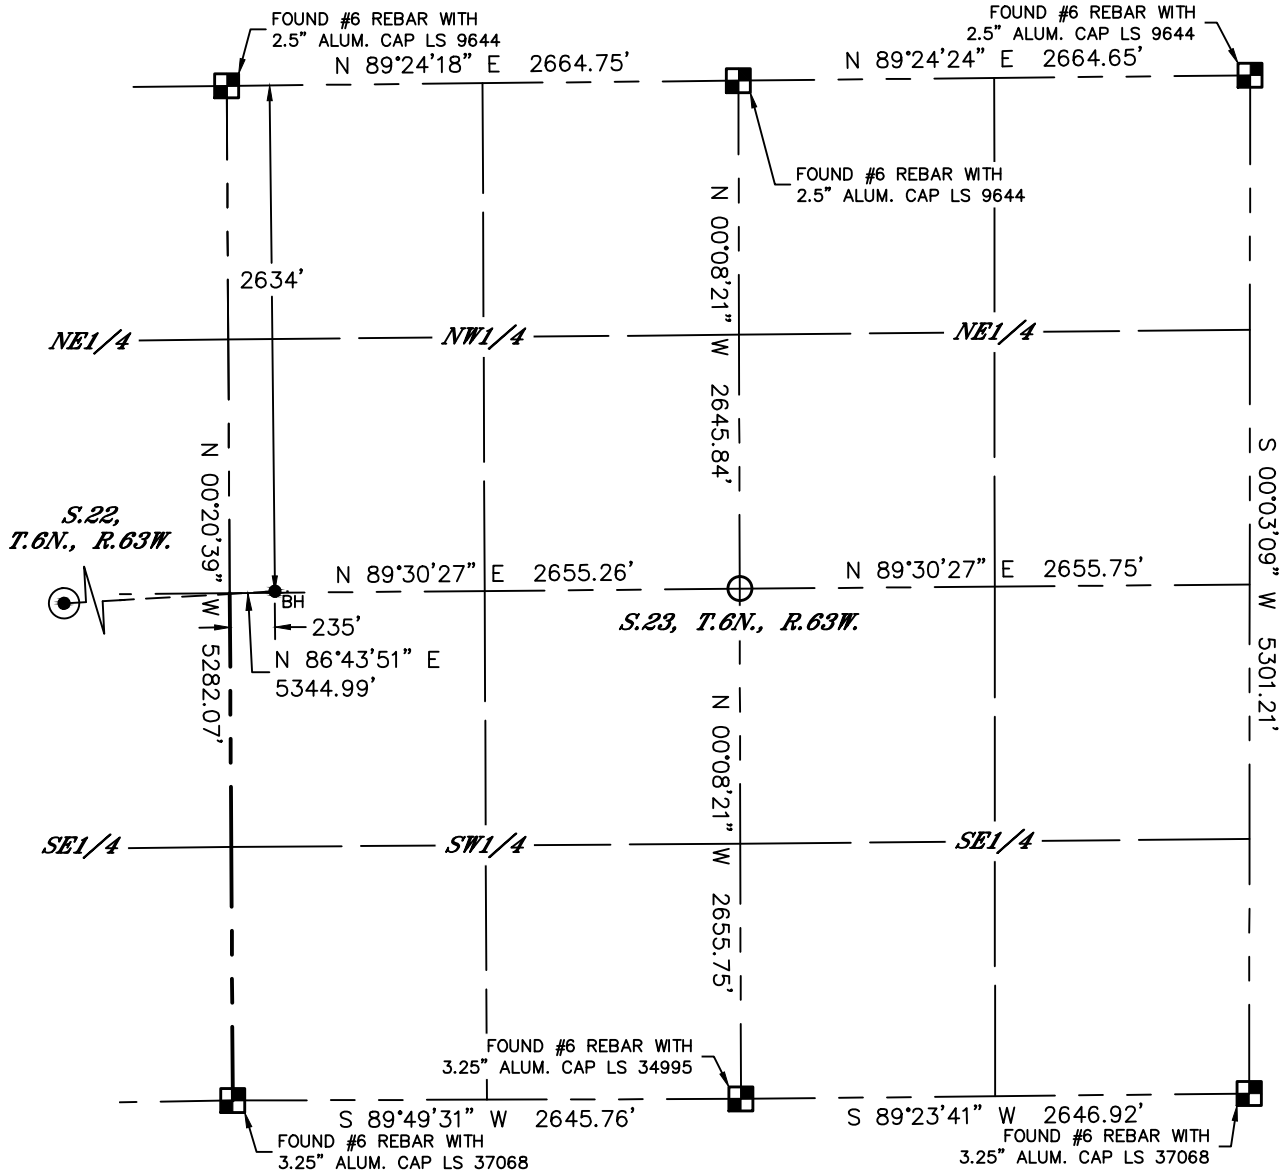 FOUND #6 REBAR WITH
2.5" ALUM. CAP LS 9644
FOUND #6 REBAR WITH
2.5" ALUM. CAP LS 9644
N 89°24'18" E 2664.75'
N 89°24'24" E 2664.65'
FOUND #6 REBAR WITH
2.5" ALUM. CAP LS 9644
N 00°08'21" W 2645.84'
2634'
NE1/4
NW1/4
NE1/4
N 00°20'39" W 5282.07'
S 00°03'09" W 5301.21'
S.22,
T.6N., R.63W.
N 89°30'27" E 2655.26'
N 89°30'27" E 2655.75'
BH
S.23, T.6N., R.63W.
235'
N 86°43'51" E
5344.99'
N 00°08'21" W 2655.75'
SE1/4
SW1/4
SE1/4
FOUND #6 REBAR WITH
3.25" ALUM. CAP LS 34995
S 89°49'31" W 2645.76'
S 89°23'41" W 2646.92'
FOUND #6 REBAR WITH
3.25" ALUM. CAP LS 37068
FOUND #6 REBAR WITH
3.25" ALUM. CAP LS 37068